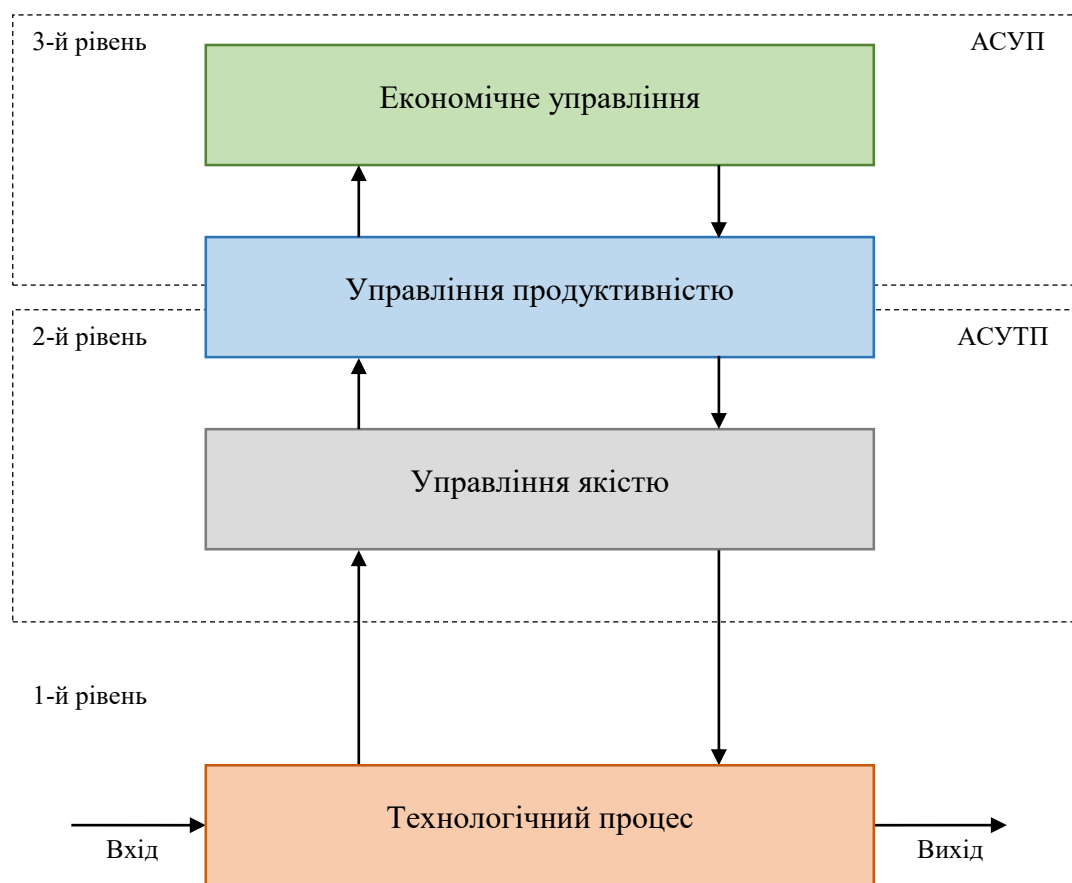 3-й рівень
АСУП
Економічне управління
Управління продуктивністю
2-й рівень
АСУТП
Управління якістю
1-й рівень
Технологічний процес
Вхід
Вихід